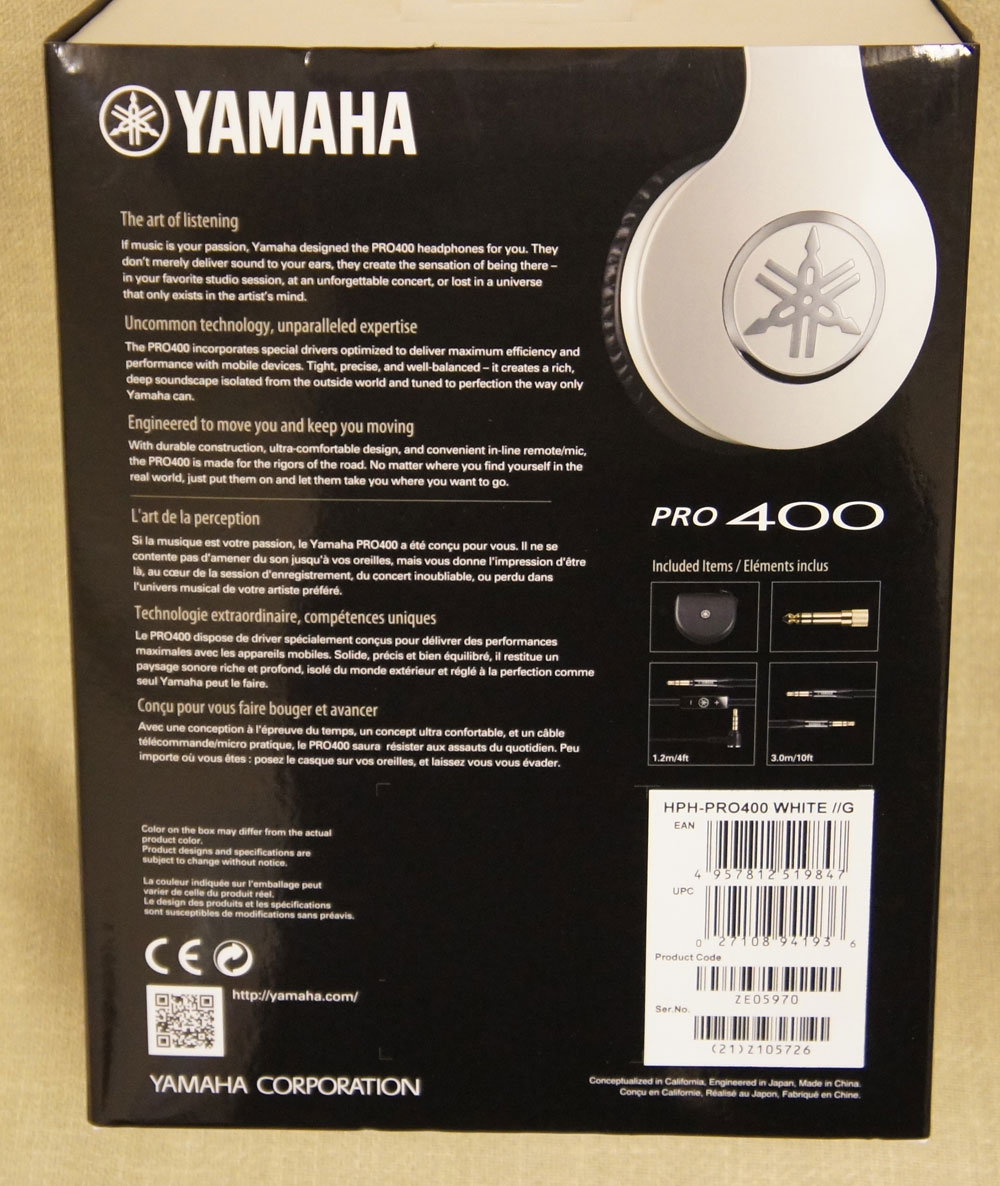 YAMAHA
The art of listening
If music is your passion, Yamaha designed the PRO400 headphones for you. They
don't merely deliver sound to your ears, they create the sensation of being there –
in your favorite studio session, at an unforgettable concert, or lost in a universe
that only exists in the artist's mind.
Uncommon technology, unparalleled expertise
The PRO400 incorporates special drivers optimized to deliver maximum efficiency and
performance with mobile devices. Tight, precise, and well-balanced – it creates a rich,
deep soundscape isolated from the outside world and tuned to perfection the way only
Yamaha can.
Engineered to move you and keep you moving
With durable construction, ultra-comfortable design, and convenient in-line remote/mic,
the PRO400 is made for the rigors of the road. No matter where you find yourself in the
real world, just put them on and let them take you where you want to go.
L'art de la perception
Si la musique est votre passion, le Yamaha PRO400 a été conçu pour vous. Il ne se
contente pas d'amener du son jusqu'à vos oreilles, mais vous donne l'impression d'être
là, au cœur de la session d'enregistrement, du concert inoubliable, ou perdu dans
l'univers musical de votre artiste préféré.
Technologie extraordinaire, compétences uniques
Le PRO400 dispose de driver spécialement conçus pour délivrer des performances
maximales avec les appareils mobiles. Solide, précis et bien équilibré, il restitue un
paysage sonore riche et profond, isolé du monde extérieur et réglé à la perfection comme
seul Yamaha peut le faire.
Conçu pour vous faire bouger et avancer
Avec une conception à l'épreuve du temps, un concept ultra confortable, et un câble
télécommande/micro pratique, le PRO400 saura résister aux assauts du quotidien. Peu
importe où vous êtes : posez le casque sur vos oreilles, et laissez vous vous évader.
PRO 400
Included Items / Eléments inclus
1.2m/4ft
3.0m/10ft
Color on the box may differ from the actual
product color.
Product designs and specifications are
subject to change without notice.
La couleur indiquée sur l'emballage peut
varier de celle du produit réel.
Le design des produits et les spécifications
sont susceptibles de modifications sans préavis.
CE
http://yamaha.com/
YAMAHA CORPORATION
HPH-PRO400 WHITE //G
EAN
4 957812 519847
UPC
0 27108 94193 6
Product Code
ZE05970
Ser.No.
(21)Z105726
Conceptualized in California, Engineered in Japan, Made in China.
Conçu en Californie, Réalisé au Japon, Fabriqué en Chine.